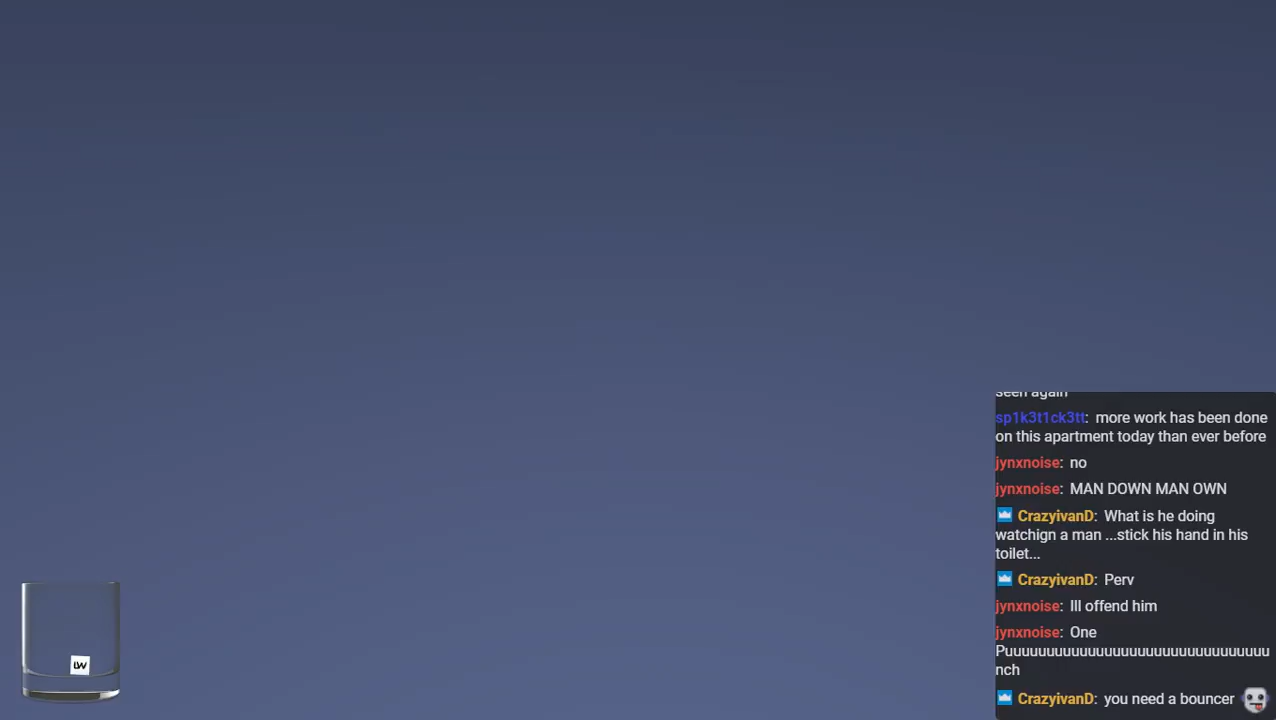 seen again
sp1k3t1ck3tt: more work has been done
on this apartment today than ever before
jynxnoise: no
jynxnoise: MAN DOWN MAN OWN
CrazyivanD: What is he doing
watchign a man ...stick his hand in his
toilet...
CrazyivanD: Perv
jynxnoise: Ill offend him
jynxnoise: One
Puuuuuuuuuuuuuuuuuuuuuuuuuuuuuuu
nch
CrazyivanD: you need a bouncer
LW